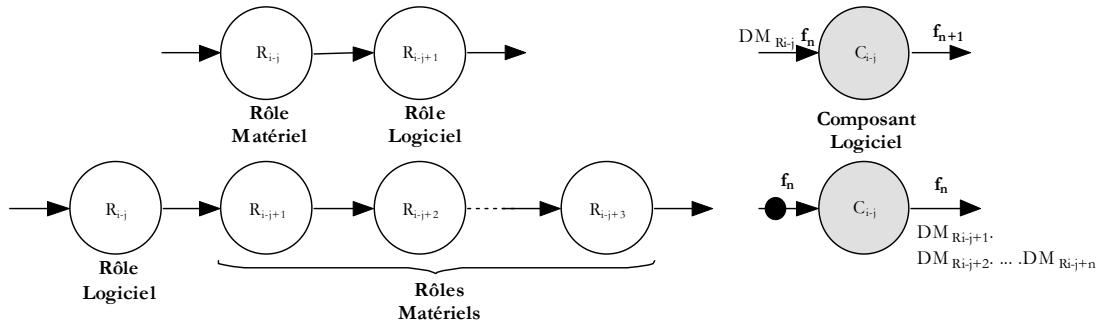 R i-j
R i-j+1
DM Ri-j f n
f n+1
C i-j
Rôle
Matériel
Rôle
Logiciel
Composant
Logiciel
R i-j
R i-j+1
R i-j+2
R i-j+3
f n
C i-j
f n
DM Ri-j+1.
DM Ri-j+2. ... .DM Ri-j+n
Rôle
Logiciel
Rôles
Matériels